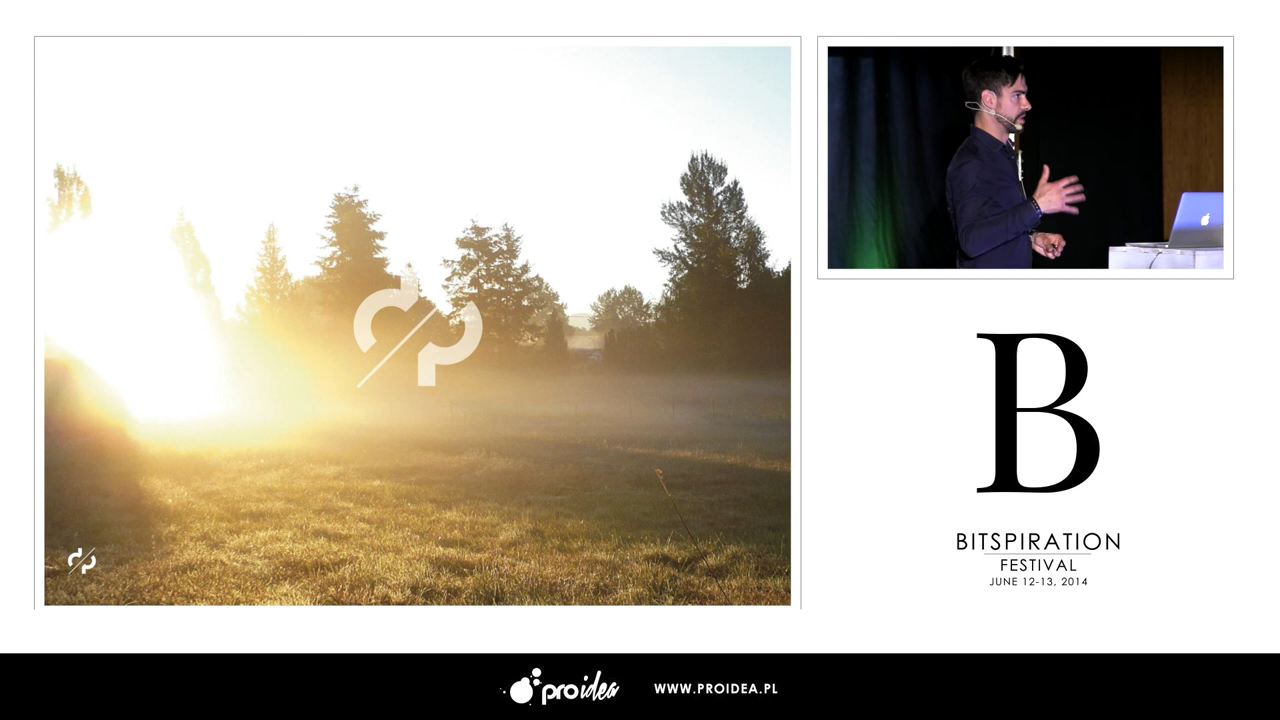 d/p
d/p
B
BITSPIRATION
FESTIVAL
JUNE 12-13, 2014
proidea
WWW.PROIDEA.PL